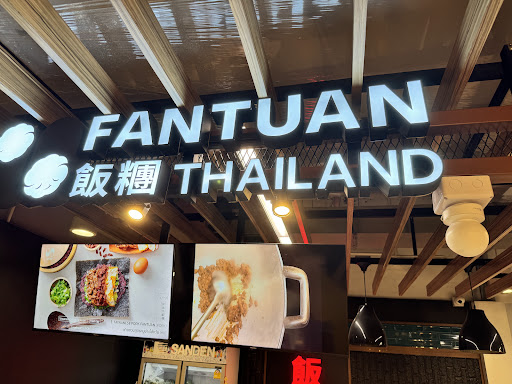 FANTUAN
飯糰 THAILAND
SANDEN
飯